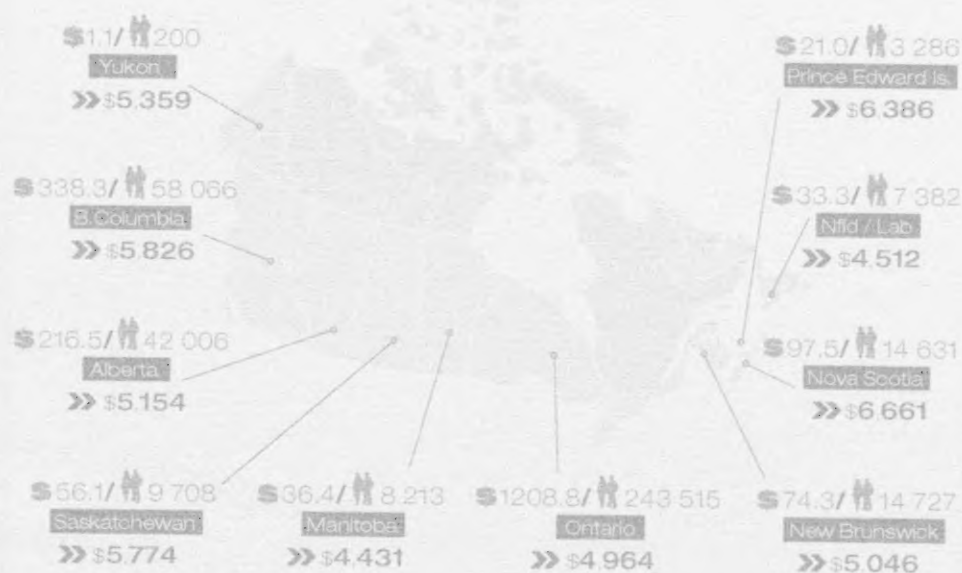 $1.1/ 200
Yukon
>> $5.359
$21.0/ 3 286
Prince Edward Is.
>> $6.386
$338.3/ 58 066
B.Columbia
>> $5.826
$33.3/ 7 382
Nfld / Lab
>> $4.512
$216.5/ 42 006
Alberta
>> $5.154
$97.5/ 14 631
Nova Scotia
>> $6.661
$56.1/ 9 708
Saskatchewan
>> $5.774
$36.4/ 8.213
Manitoba
>> $4.431
$1208.8/ 243 515
Ontario
>> $4.964
$74.3/ 14 727
New Brunswick
>> $5.046